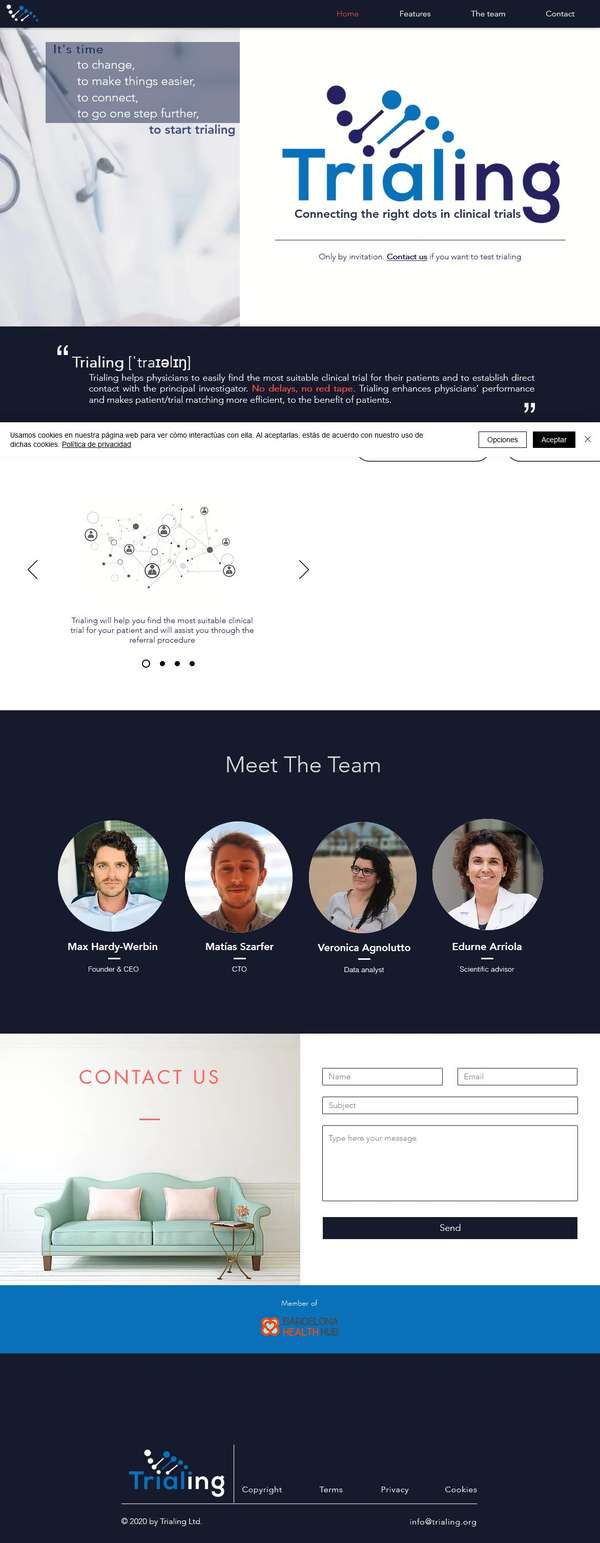 Home
Features
The team
Contact
It's time
to change,
to make things easier,
to connect,
to go one step further,
to start trialing
Trialing
Connecting the right dots in clinical trials
Only by invitation. Contact us if you want to test trialing
“
Trialing [ˈtraɪəlɪŋ]
Trialing helps physicians to easily find the most suitable clinical trial for their patients and to establish direct
contact with the principal investigator. No delays, no red tape. Trialing enhances physicians' performance
and makes patient/trial matching more efficient, to the benefit of patients.
”
Usamos cookies en nuestra página web para ver cómo interactúas con ella. Al aceptarlas, estás de acuerdo con nuestro uso de
dichas cookies. Política de privacidad
Opciones
Aceptar
Trialing will help you find the most suitable clinical
trial for your patient and will assist you through the
referral procedure
Meet The Team
Max Hardy-Werbin
Founder & CEO
Matías Szarfer
CTO
Veronica Agnolutto
Data analyst
Edurne Arriola
Scientific advisor
CONTACT US
Name
Email
Subject
Type here your message
Send
Member of
BARCELONA
HEALTH HUB
Trialing
Copyright
Terms
Privacy
Cookies
© 2020 by Trialing Ltd.
info@trialing.org